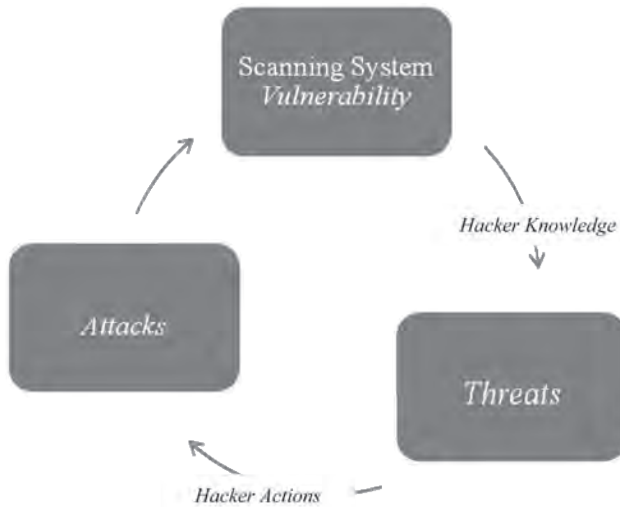 Scanning System
Vulnerability
Hacker Knowledge
Attacks
Threats
Hacker Actions